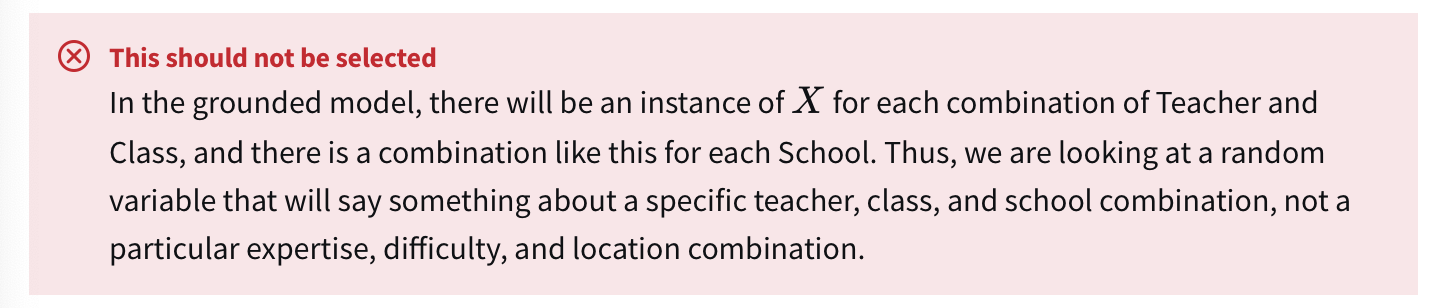 This should not be selected
In the grounded model, there will be an instance of X for each combination of Teacher and
Class, and there is a combination like this for each School. Thus, we are looking at a random
variable that will say something about a specific teacher, class, and school combination, not a
particular expertise, difficulty, and location combination.